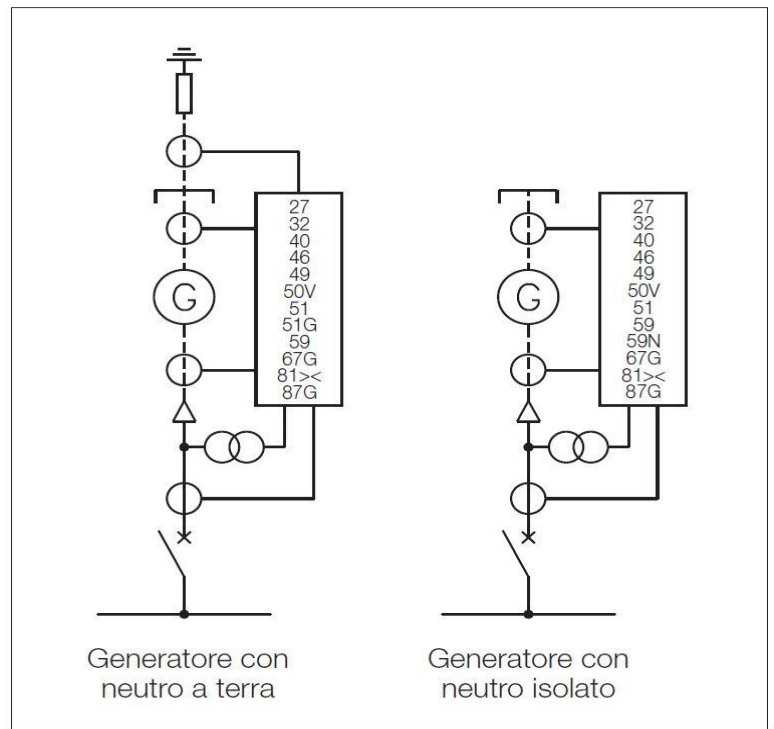 27
32
40
46
49
50V
51
51G
59
67G
81><
87G
G
Generatore con
neutro a terra
27
32
40
46
49
50V
51
59
59N
67G
81><
87G
G
Generatore con
neutro isolato